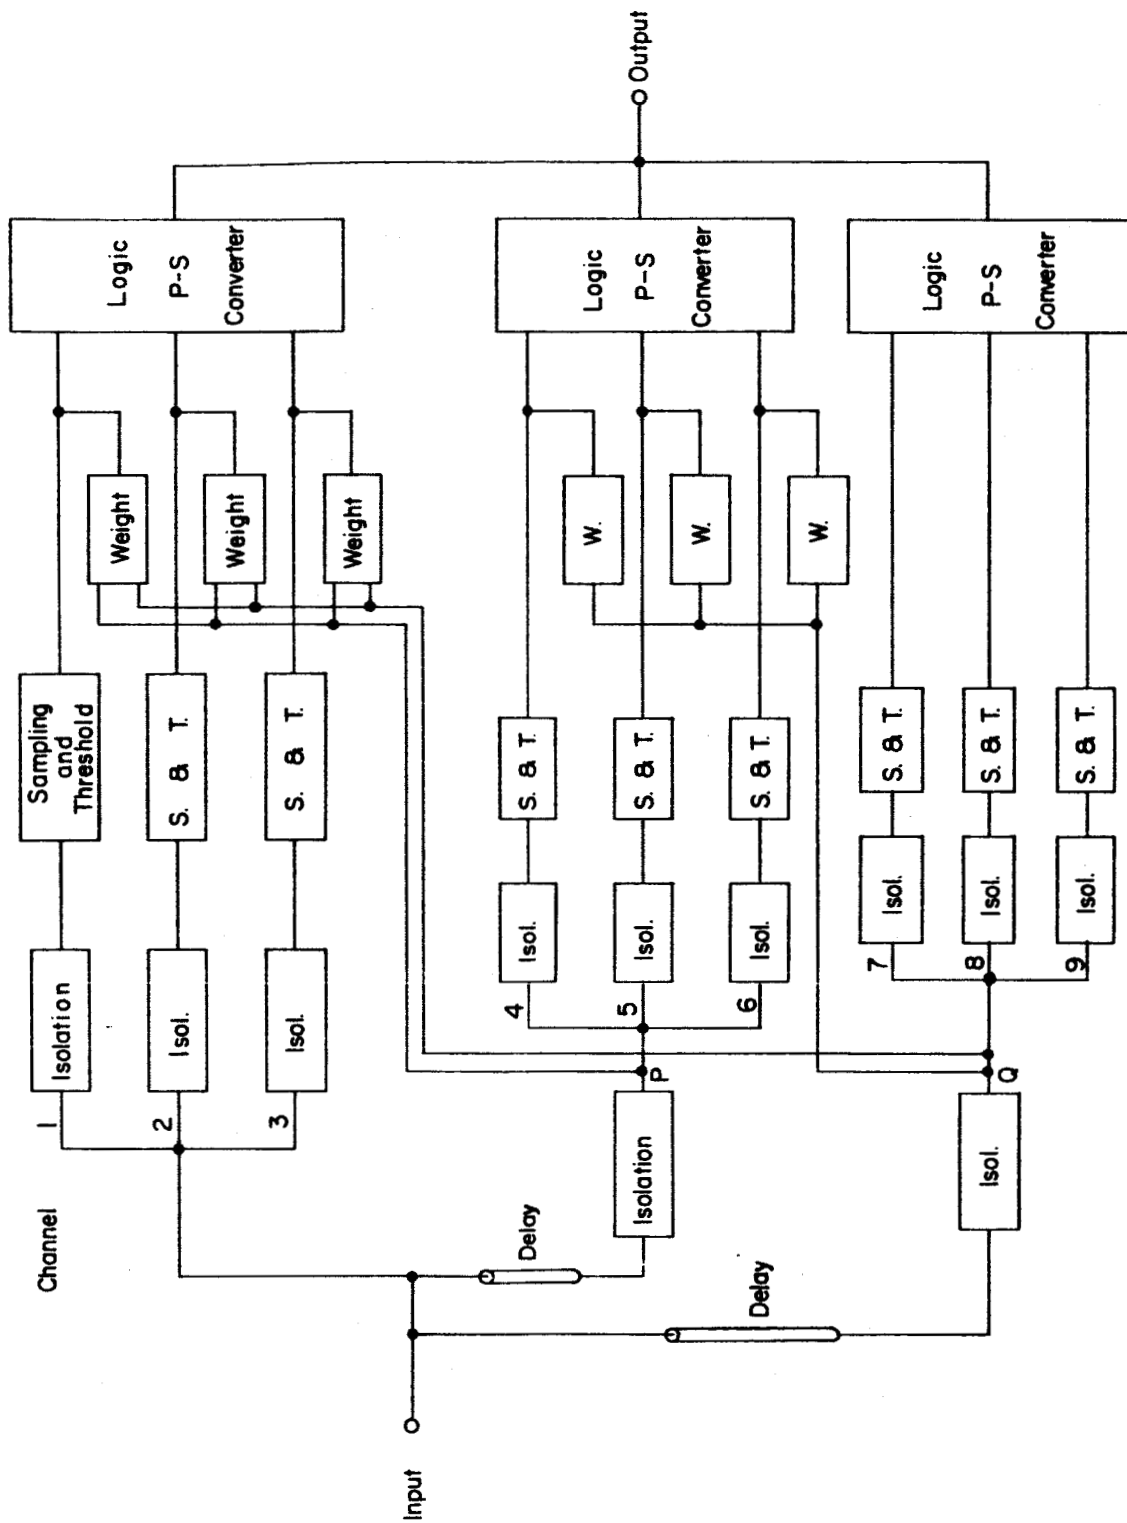 Input
Channel
Delay
Delay
1
2
3
Isolation
Isol.
Isol.
Sampling
and
Threshold
S. & T.
S. & T.
Weight
Weight
Weight
Logic
P-S
Converter
Isolation
P
4
5
6
Isol.
Isol.
Isol.
S. & T.
S. & T.
S. & T.
W.
W.
W.
Logic
P-S
Converter
Isol.
Q
7
8
9
Isol.
Isol.
Isol.
S. & T.
S. & T.
S. & T.
Logic
P-S
Converter
Output